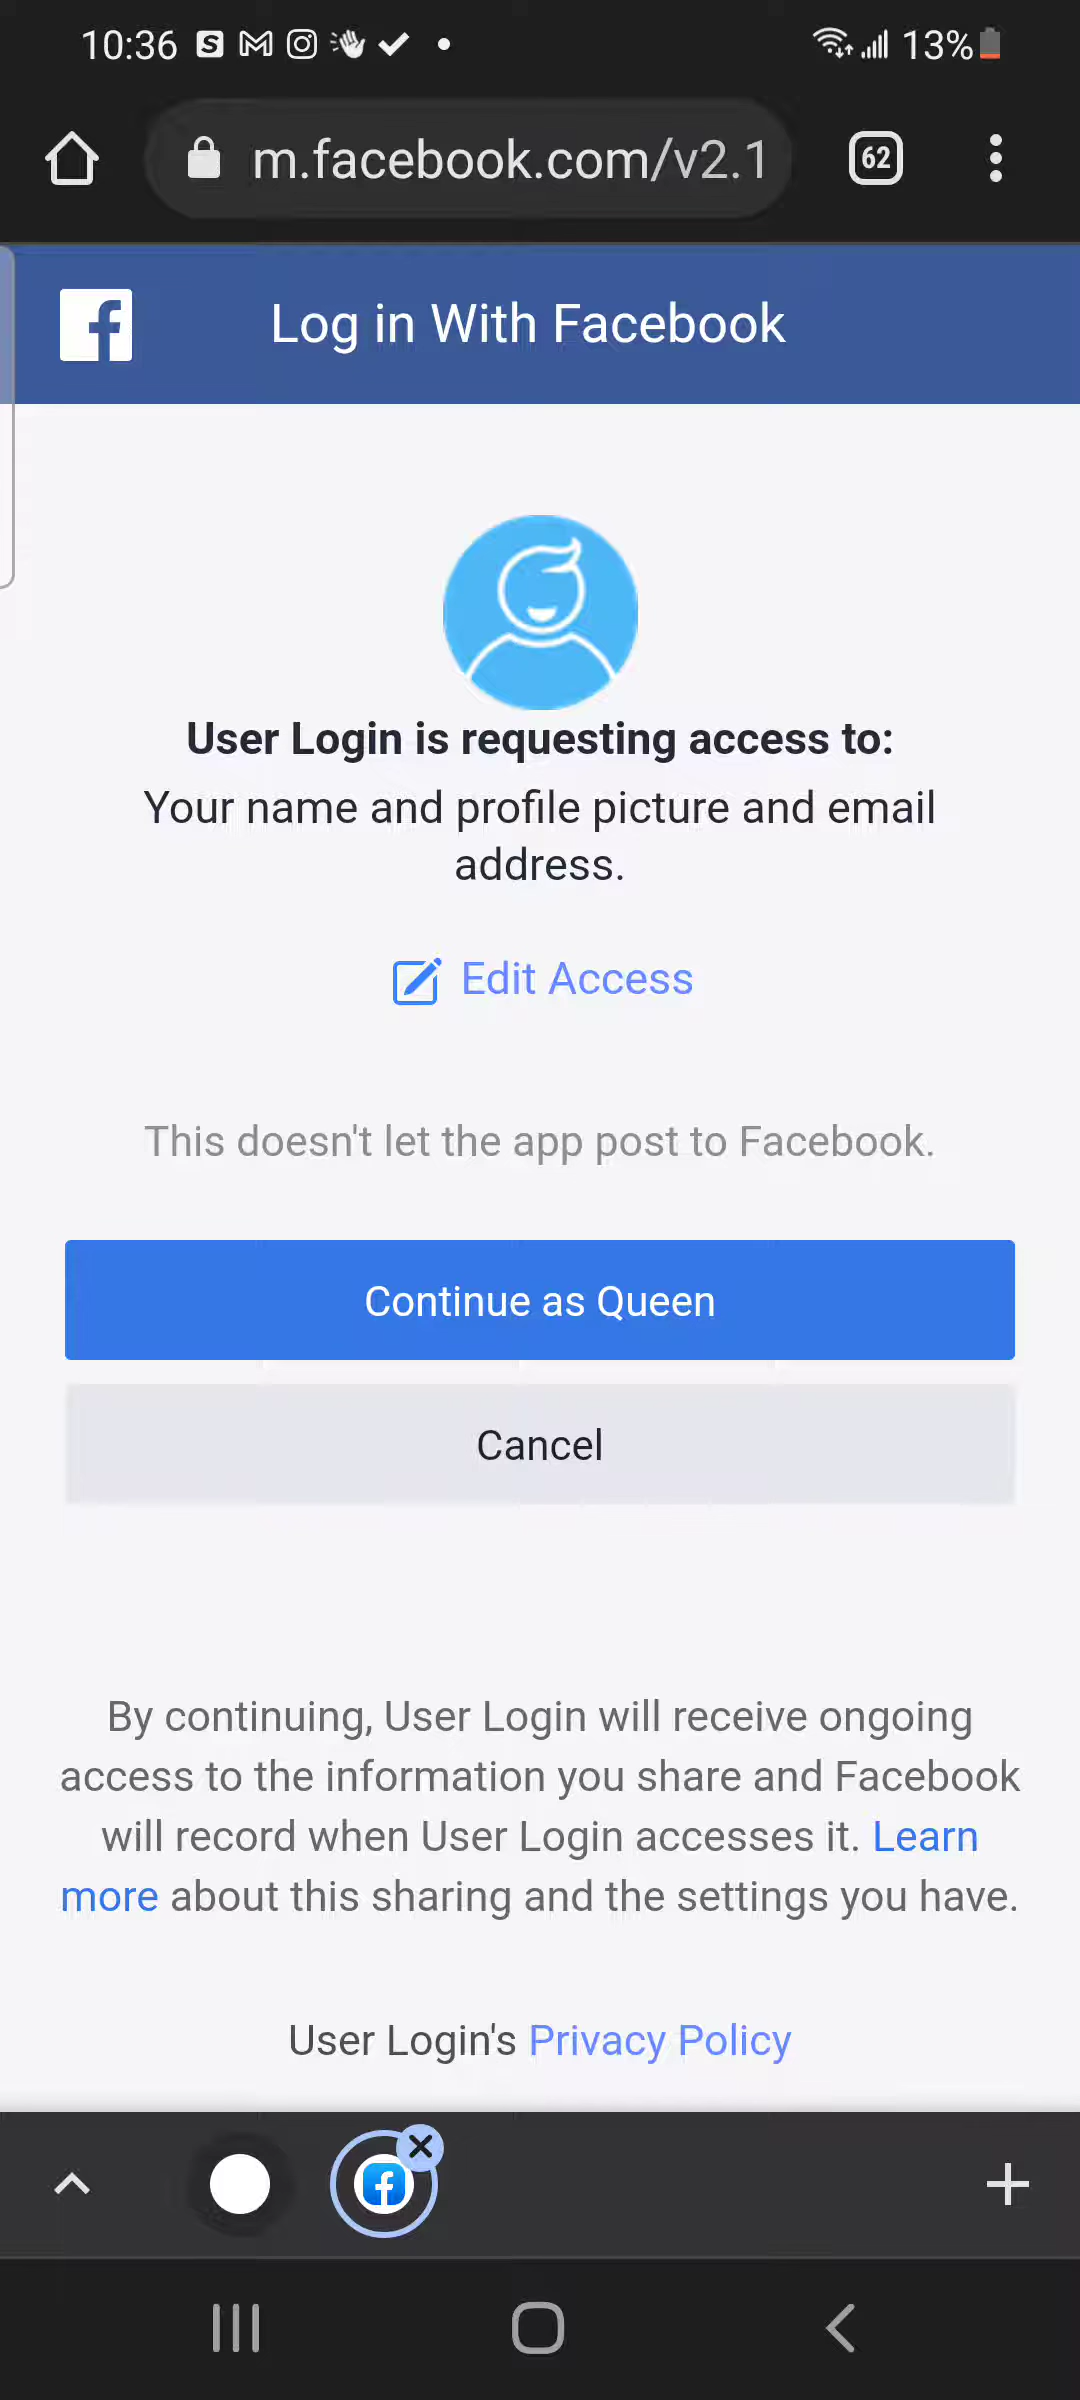 10:36
13%
m.facebook.com/v2.1
62
Log in With Facebook
User Login is requesting access to:
Your name and profile picture and email
address.
Edit Access
This doesn't let the app post to Facebook.
Continue as Queen
Cancel
By continuing, User Login will receive ongoing
access to the information you share and Facebook
will record when User Login accesses it. Learn
more about this sharing and the settings you have.
User Login's Privacy Policy